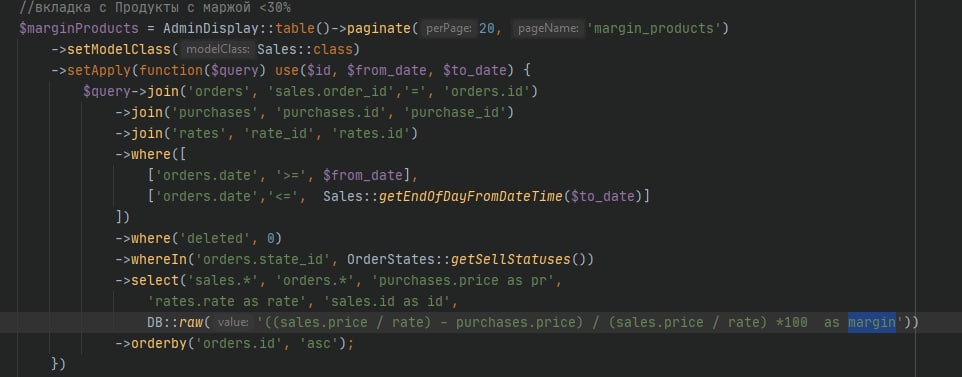 //вкладка с Продукты с маржой <30%
$marginProducts = AdminDisplay::table()->paginate( perPage: 20, pageName: 'margin_products')
->setModelClass( modelClass: Sales::class)
->setApply(function($query) use($id, $from_date, $to_date) {
$query->join('orders', 'sales.order_id','=', 'orders.id')
->join('purchases', 'purchases.id', 'purchase_id')
->join('rates', 'rate_id', 'rates.id')
->where([
['orders.date', '>=', $from_date],
['orders.date','<=',  Sales::getEndOfDayFromDateTime($to_date)]
])
->where('deleted', 0)
->whereIn('orders.state_id', OrderStates::getSellStatuses())
->select('sales.*', 'orders.*', 'purchases.price as pr',
'rates.rate as rate', 'sales.id as id',
DB::raw( value: '((sales.price / rate) - purchases.price) / (sales.price / rate) *100  as margin'))
->orderby('orders.id', 'asc');
})